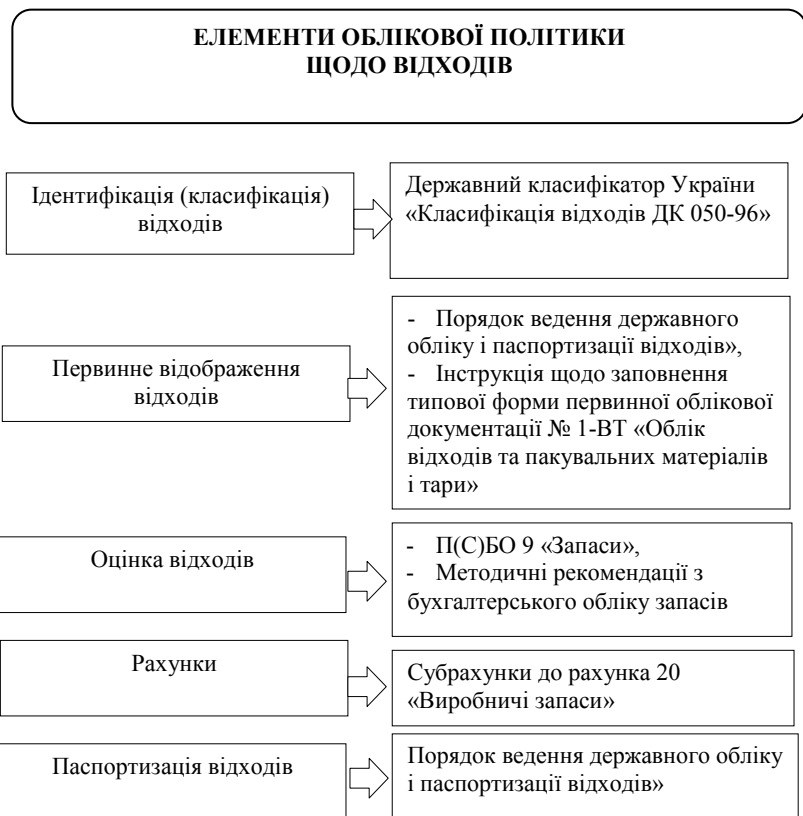 ЕЛЕМЕНТИ ОБЛІКОВОЇ ПОЛІТИКИ
ЩОДО ВІДХОДІВ
Ідентифікація (класифікація)
відходів
Державний класифікатор України
«Класифікація відходів ДК 050-96»
Первинне відображення
відходів
- Порядок ведення державного
обліку і паспортизації відходів»,
- Інструкція щодо заповнення
типової форми первинної облікової
документації № 1-ВТ «Облік
відходів та пакувальних матеріалів
і тари»
Оцінка відходів
- П(С)БО 9 «Запаси»,
- Методичні рекомендації з
бухгалтерського обліку запасів
Рахунки
Субрахунки до рахунка 20
«Виробничі запаси»
Паспортизація відходів
Порядок ведення державного обліку
і паспортизації відходів»